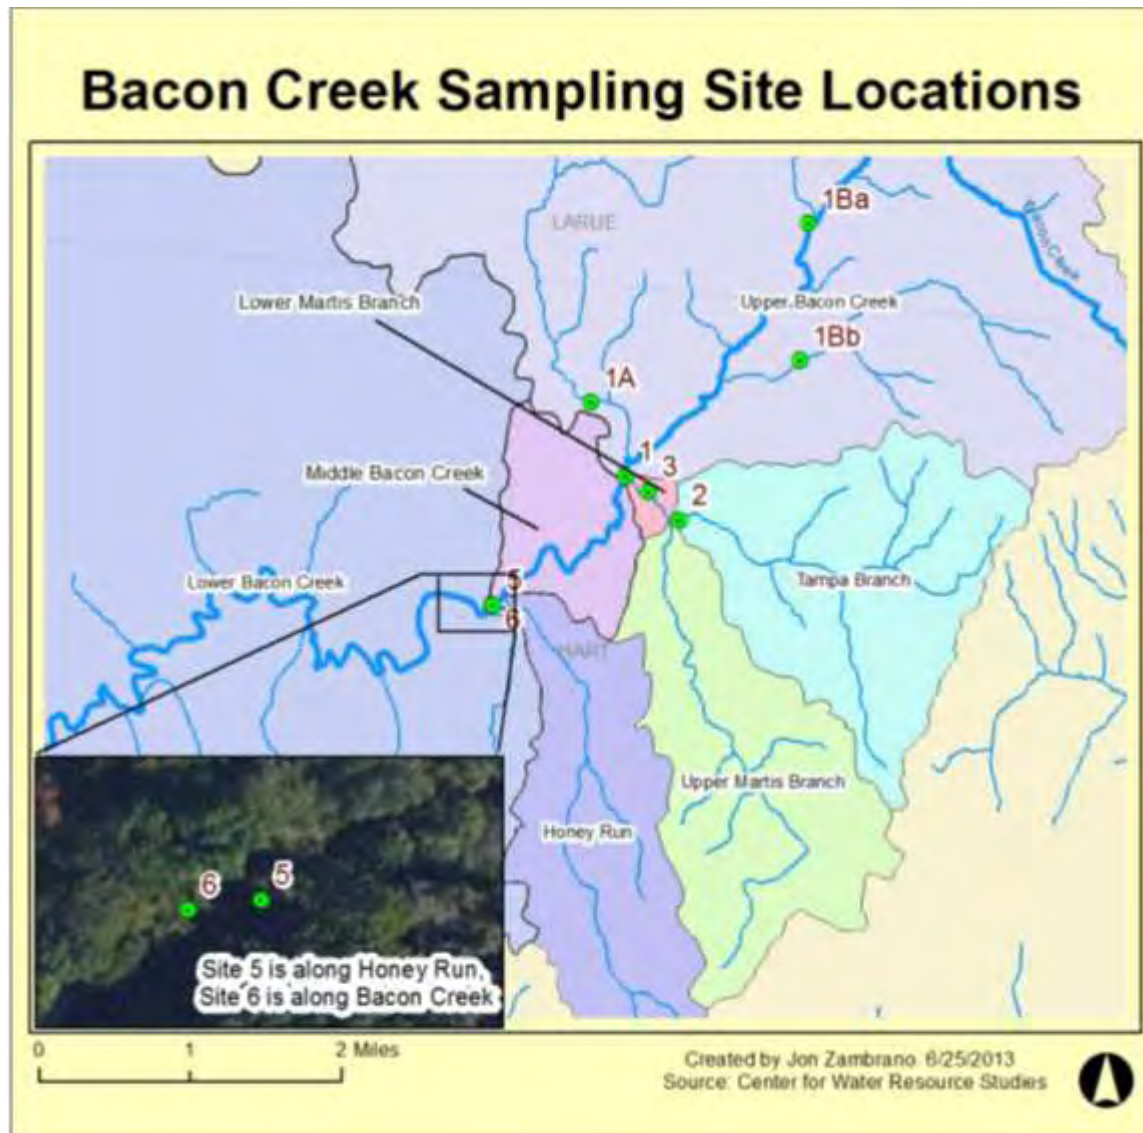 Bacon Creek Sampling Site Locations
1Ba
LARUE
Lower Martis Branch
Upper Bacon Creek
1Bb
1A
1
3
Middle Bacon Creek
2
5
Lower Bacon Creek
Tampa Branch
6
HART
Upper Martis Branch
Honey Run
6
5
Site 5 is along Honey Run,
Site 6 is along Bacon Creek
0 1 2 Miles
Created by Jon Zambrano 6/25/2013
Source: Center for Water Resource Studies